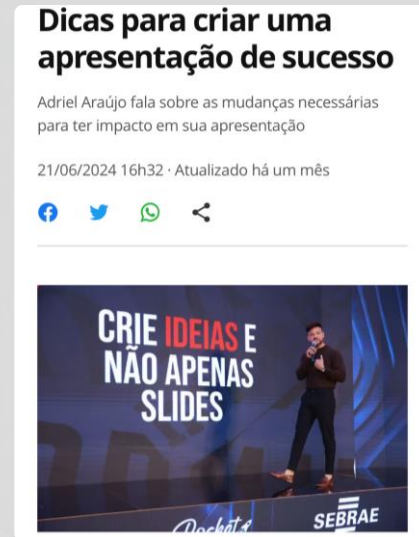 Dicas para criar uma
apresentação de sucesso
Adriel Araújo fala sobre as mudanças necessárias
para ter impacto em sua apresentação
21/06/2024 16h32 · Atualizado há um mês
CRIE IDEIAS E
NÃO APENAS
SLIDES
SEBRAE